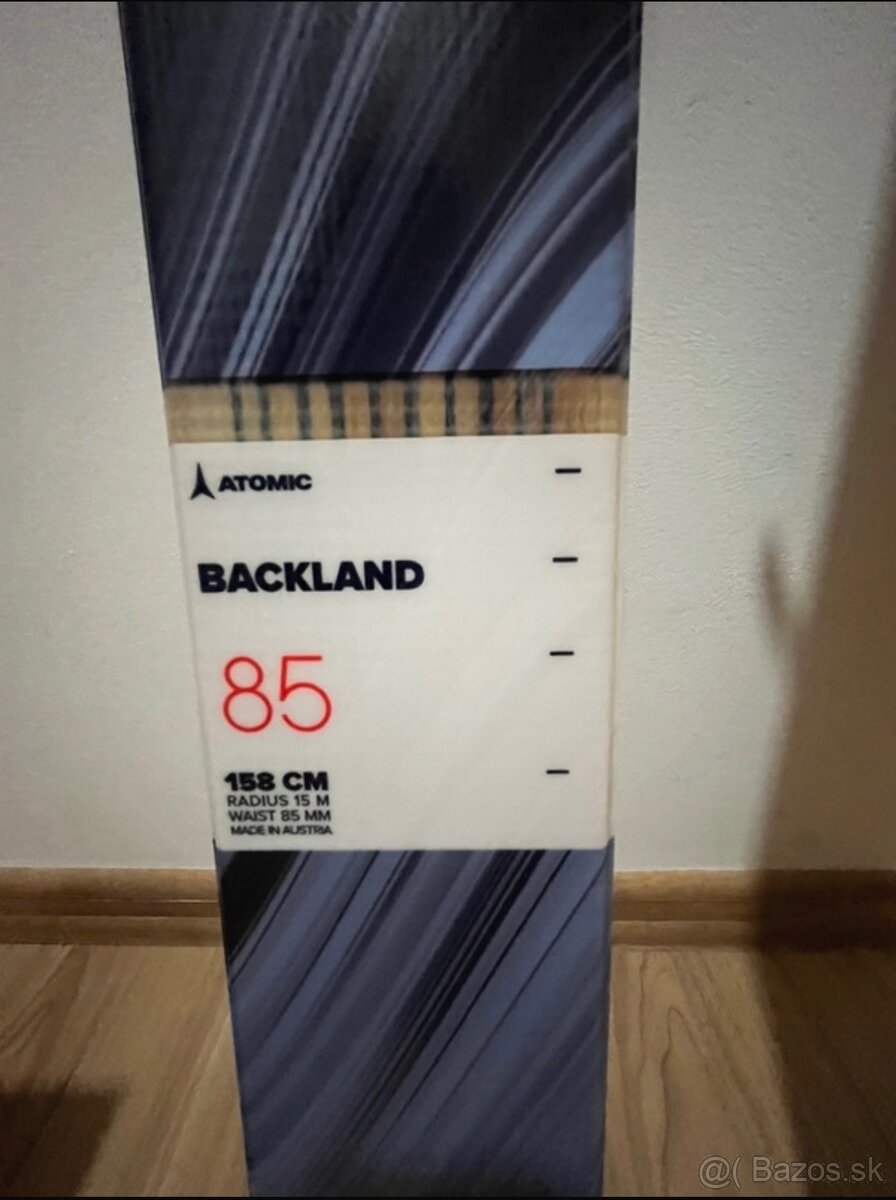 ATOMIC
BACKLAND
85
158 CM
RADIUS 15 M
WAIST 85 MM
MADE IN AUSTRIA
@( Bazos.sk